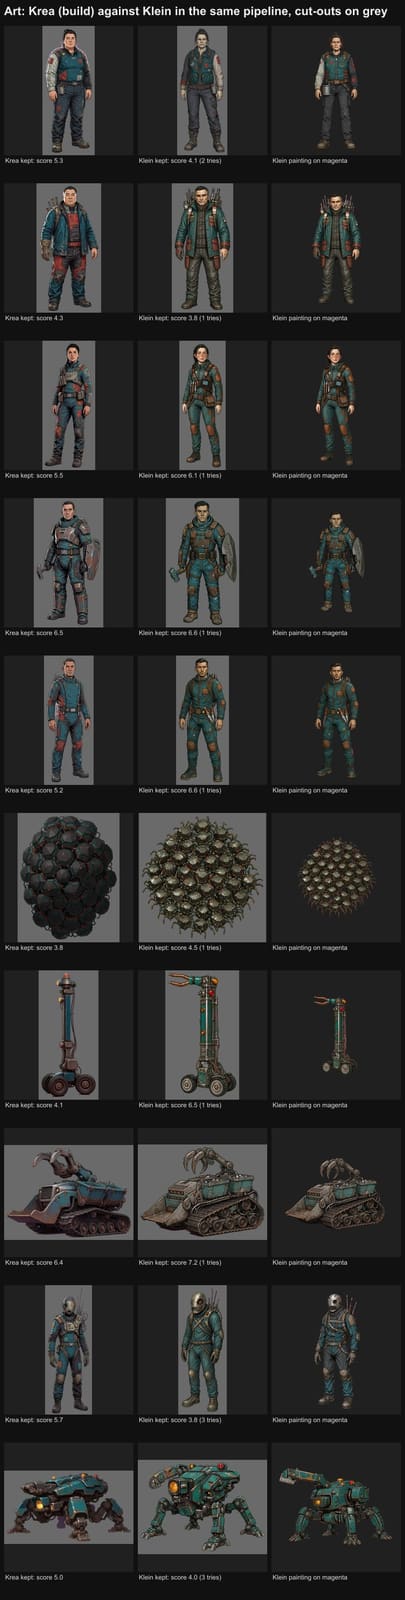 Art: Krea (build) against Klein in the same pipeline, cut-outs on grey
Krea kept: score 5.3
Klein kept: score 4.1 (2 tries)
Klein painting on magenta
Krea kept: score 4.3
Klein kept: score 3.8 (1 tries)
Klein painting on magenta
Krea kept: score 5.5
Klein kept: score 6.1 (1 tries)
Klein painting on magenta
Krea kept: score 6.5
Klein kept: score 6.6 (1 tries)
Klein painting on magenta
Krea kept: score 5.2
Klein kept: score 6.6 (1 tries)
Klein painting on magenta
Krea kept: score 3.8
Klein kept: score 4.5 (1 tries)
Klein painting on magenta
Krea kept: score 4.1
Klein kept: score 6.5 (1 tries)
Klein painting on magenta
Krea kept: score 6.4
Klein kept: score 7.2 (1 tries)
Klein painting on magenta
Krea kept: score 5.7
Klein kept: score 3.8 (3 tries)
Klein painting on magenta
Krea kept: score 5.0
Klein kept: score 4.0 (3 tries)
Klein painting on magenta